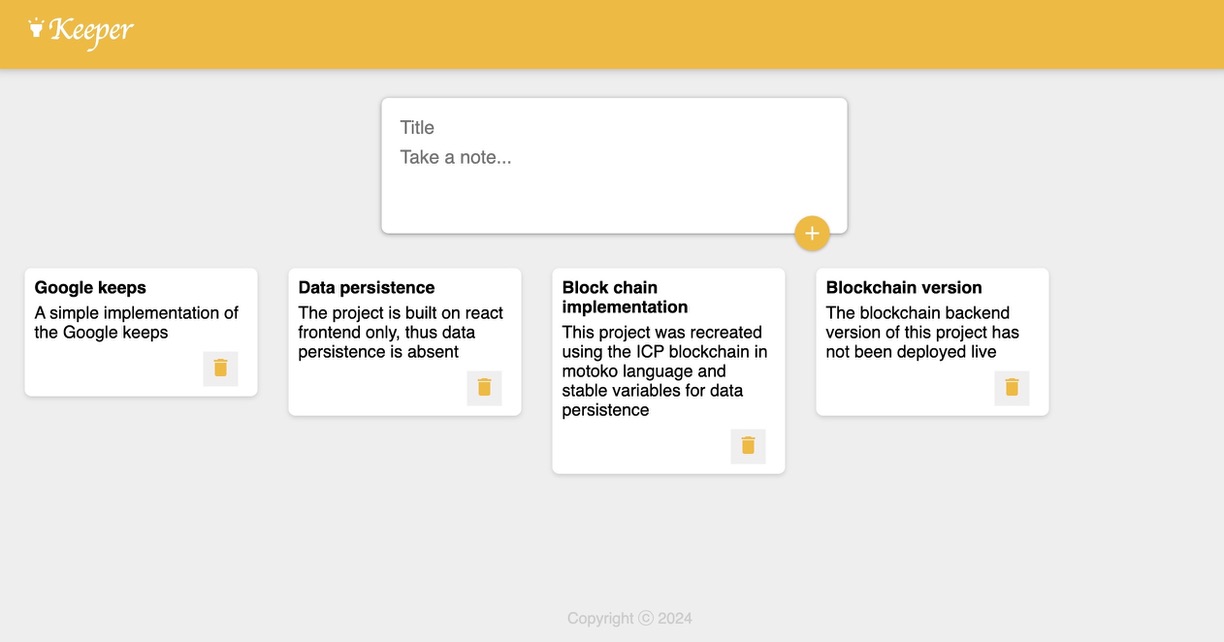 Keeper
Title
Take a note...
Google keeps
A simple implementation of
the Google keeps
Data persistence
The project is built on react
frontend only, thus data
persistence is absent
Block chain
implementation
This project was recreated
using the ICP blockchain in
motoko language and
stable variables for data
persistence
Blockchain version
The blockchain backend
version of this project has
not been deployed live
Copyright ⓒ 2024